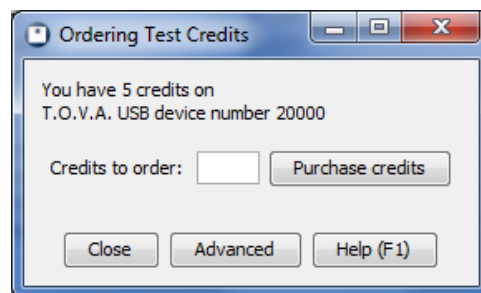 Ordering Test Credits
You have 5 credits on
T.O.V.A. USB device number 20000
Credits to order: Purchase credits
Close Advanced Help (F1)